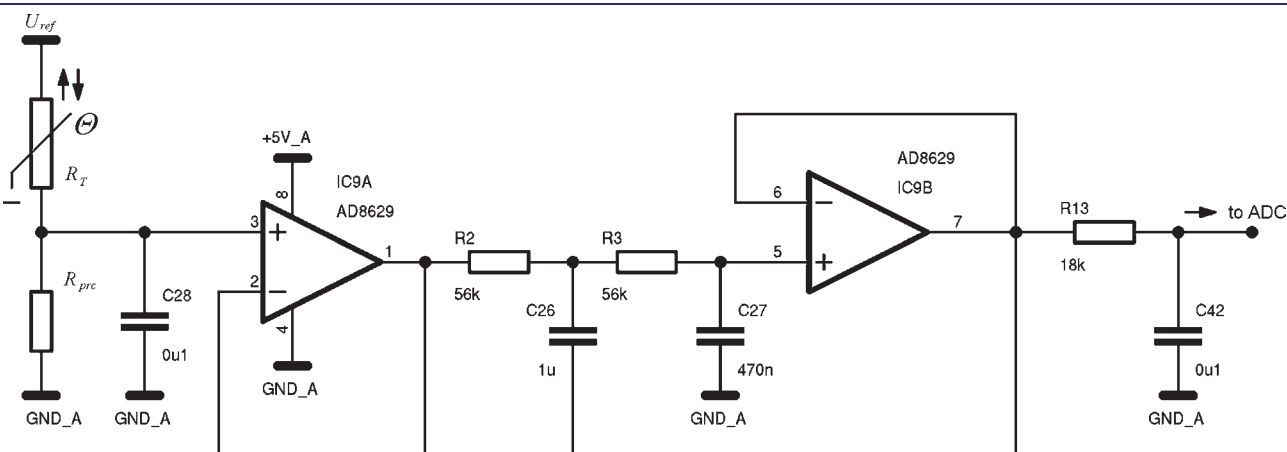 U_ref
Θ
R_T
R_prc
GND_A
C28
0u1
GND_A
+5V_A
8
IC9A
AD8629
3
+
2
−
1
4
GND_A
R2
56k
C26
1u
R3
56k
C27
470n
GND_A
AD8629
IC9B
6
−
5
+
7
R13
18k
→ to ADC
C42
0u1
GND_A